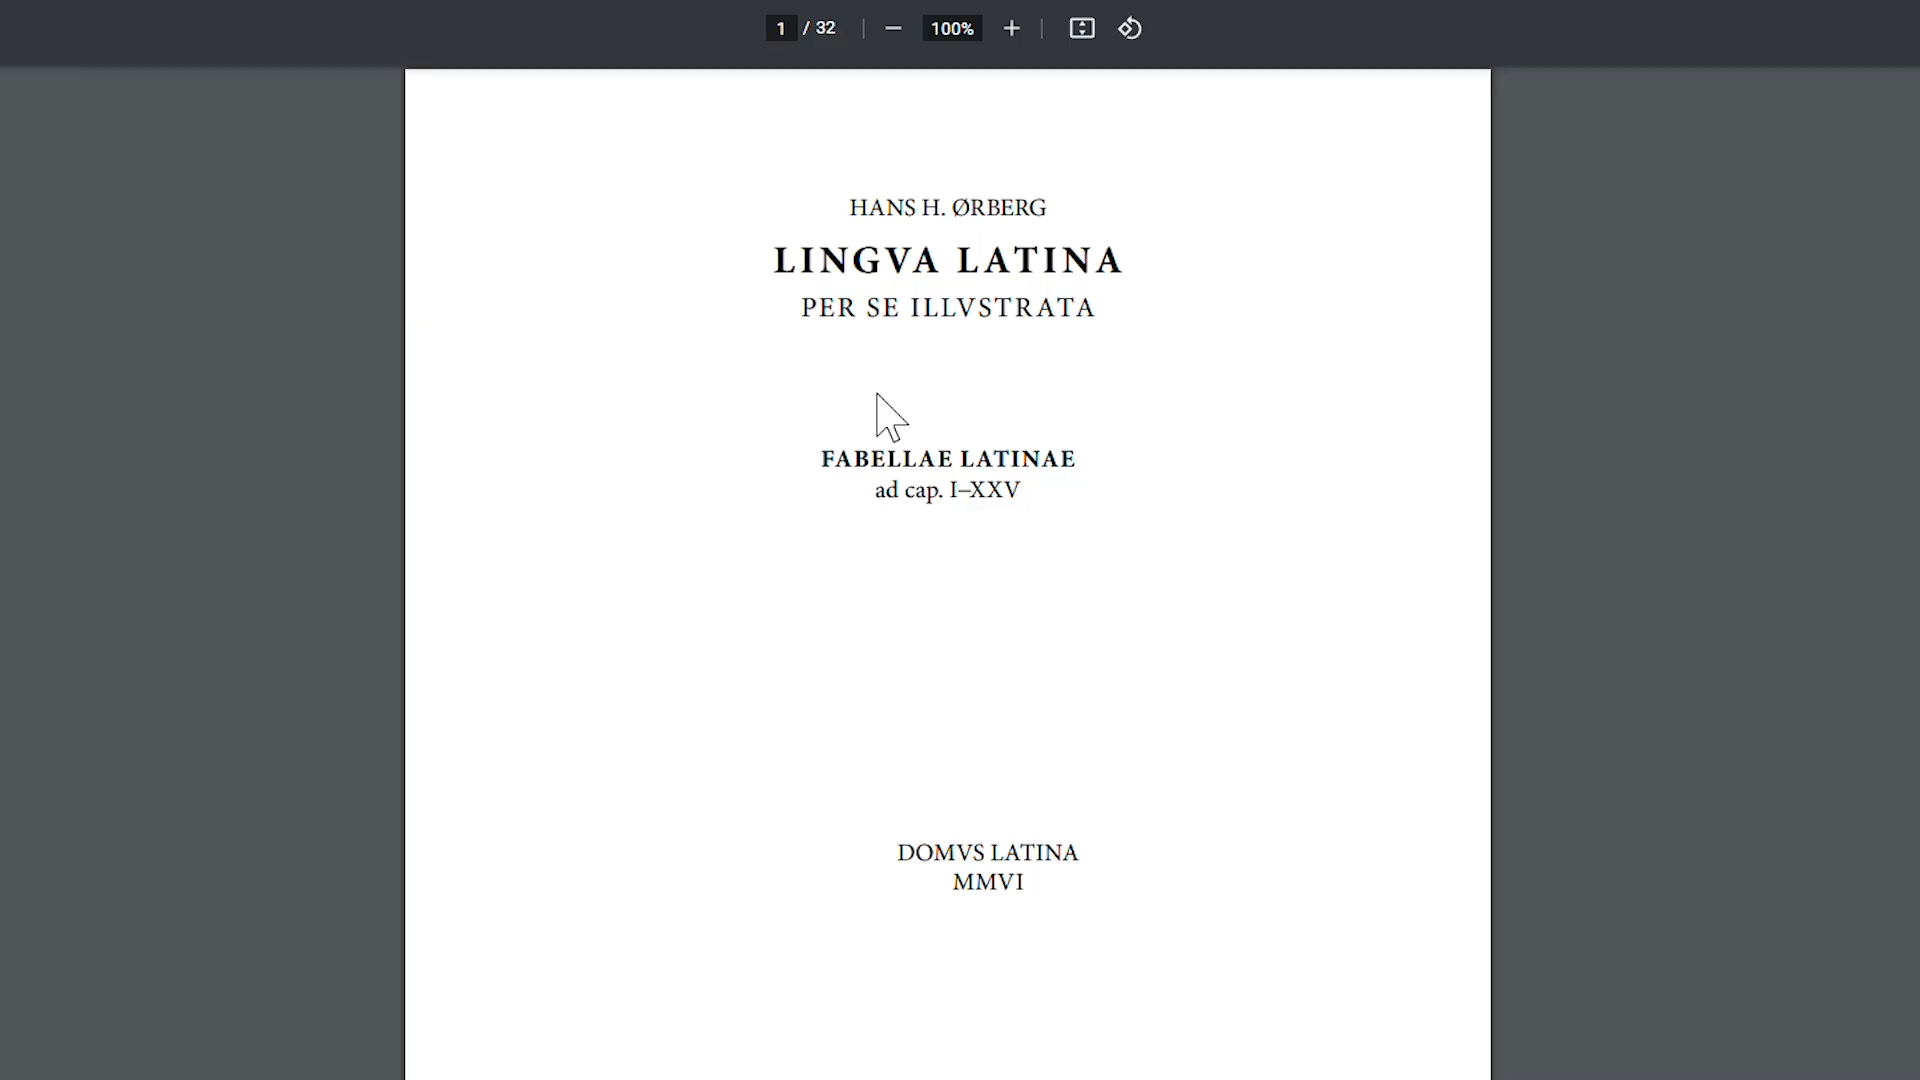 1 / 32 100%
HANS H. ØRBERG
LINGVA LATINA
PER SE ILLVSTRATA
FABELLAE LATINAE
ad cap. I–XXV
DOMVS LATINA
MMVI